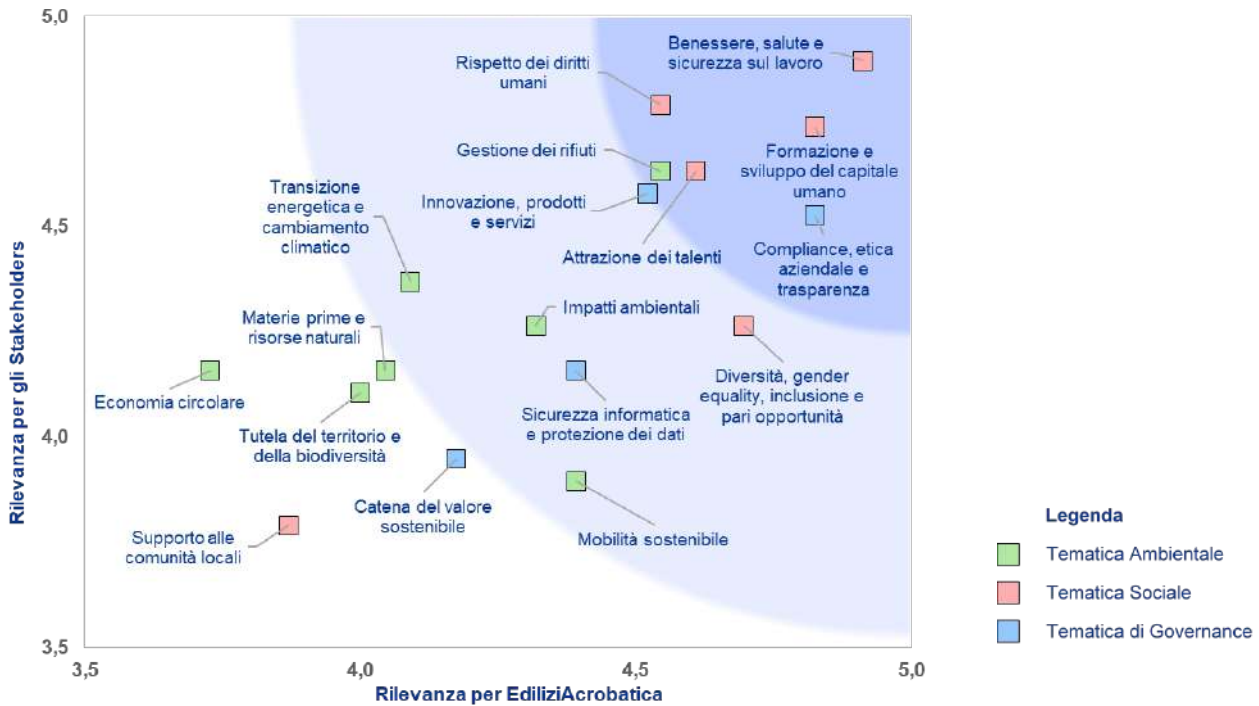 5,0
4,5
4,0
3,5
Rilevanza per gli Stakeholders
Benessere, salute e
sicurezza sul lavoro
Rispetto dei diritti
umani
Formazione e
sviluppo del capitale
umano
Gestione dei rifiuti
Transizione
energetica e
cambiamento
climatico
Innovazione, prodotti
e servizi
Attrazione dei talenti
Compliance, etica
aziendale e
trasparenza
Impatti ambientali
Materie prime e
risorse naturali
Economia circolare
Diversità, gender
equality, inclusione e
pari opportunità
Sicurezza informatica
e protezione dei dati
Tutela del territorio e
della biodiversità
Catena del valore
sostenibile
Mobilità sostenibile
Supporto alle
comunità locali
3,5
4,0
4,5
5,0
Rilevanza per EdiliziAcrobatica
Legenda
Tematica Ambientale
Tematica Sociale
Tematica di Governance